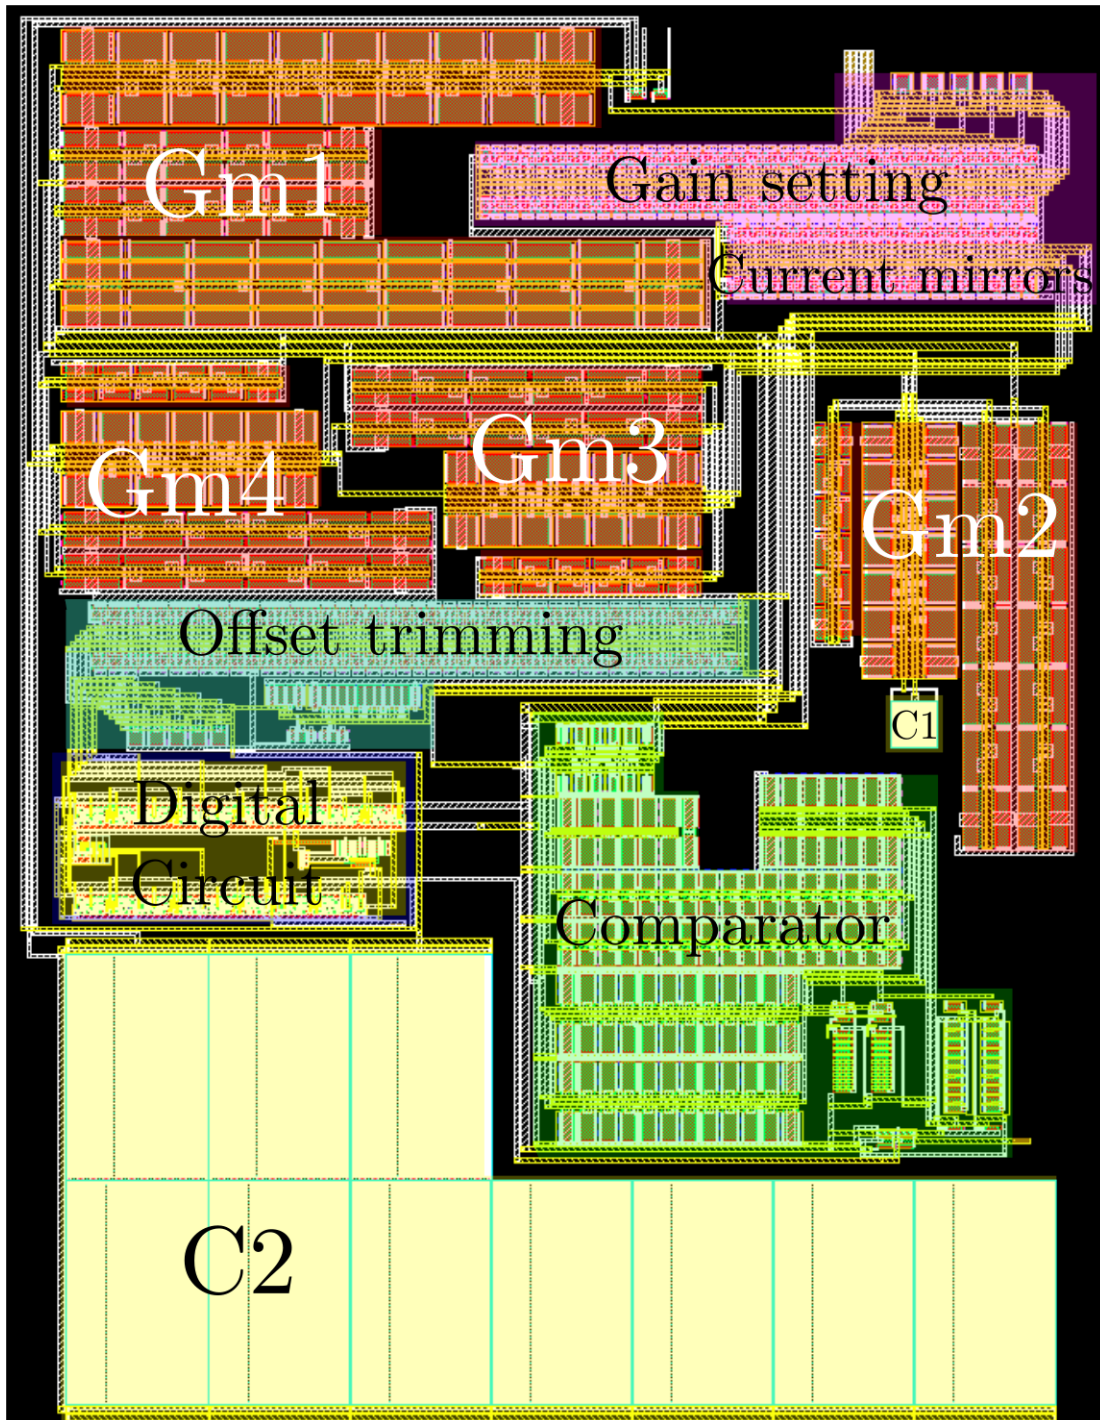 Gm1
Gain setting
Current mirrors
Gm4
Gm3
Gm2
Offset trimming
C1
Digital
Circuit
Comparator
C2